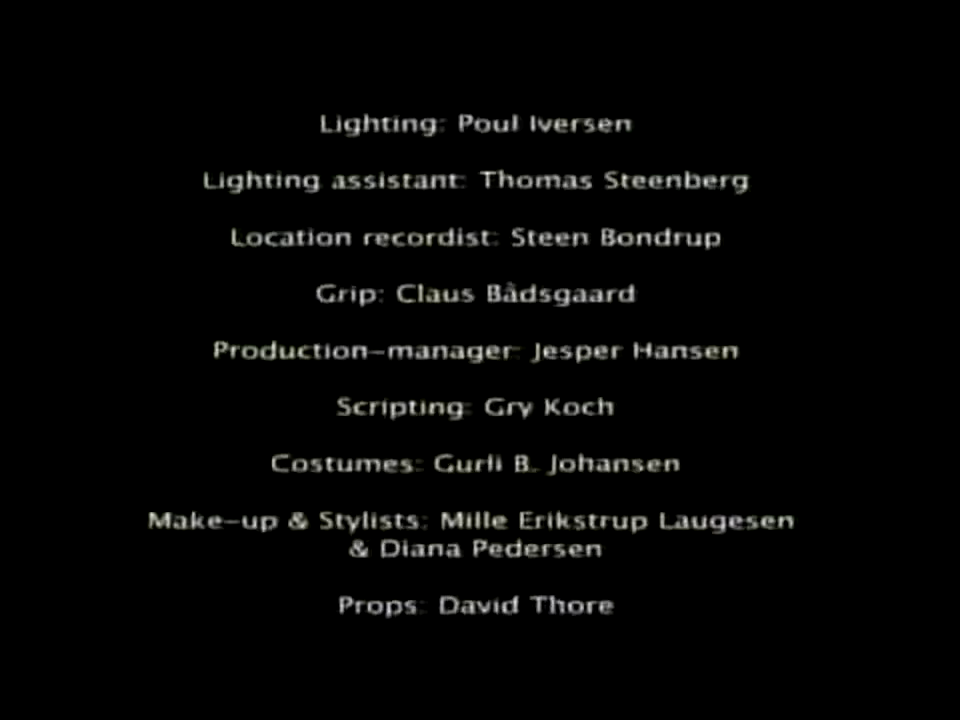 Lighting: Poul Iversen
Lighting assistant: Thomas Steenberg
Location recordist: Steen Bondrup
Grip: Claus Bådsgaard
Production-manager: Jesper Hansen
Scripting: Gry Koch
Costumes: Gurli B. Johansen
Make-up & Stylists: Mille Erikstrup Laugesen
& Diana Pedersen
Props: David Thore